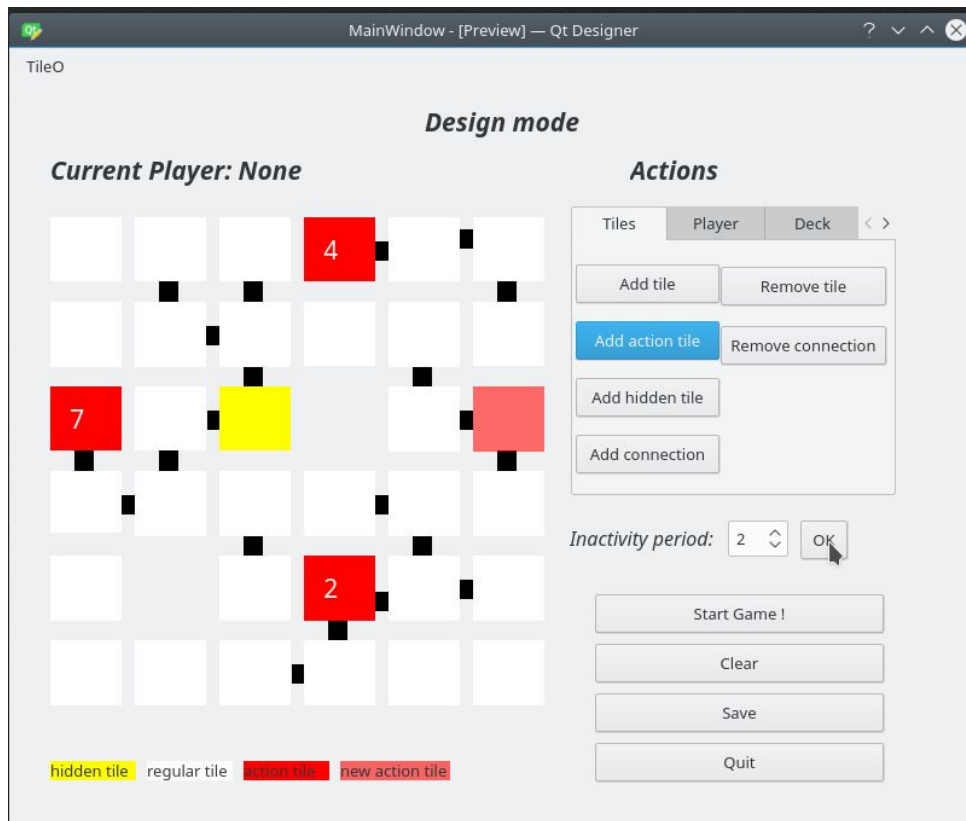 MainWindow - [Preview] — Qt Designer
TileO
Design mode
Current Player: None
Actions
4
7
2
Tiles Player Deck
Add tile Remove tile
Add action tile Remove connection
Add hidden tile
Add connection
Inactivity period: 2 OK
Start Game !
Clear
Save
Quit
hidden tile regular tile action tile new action tile